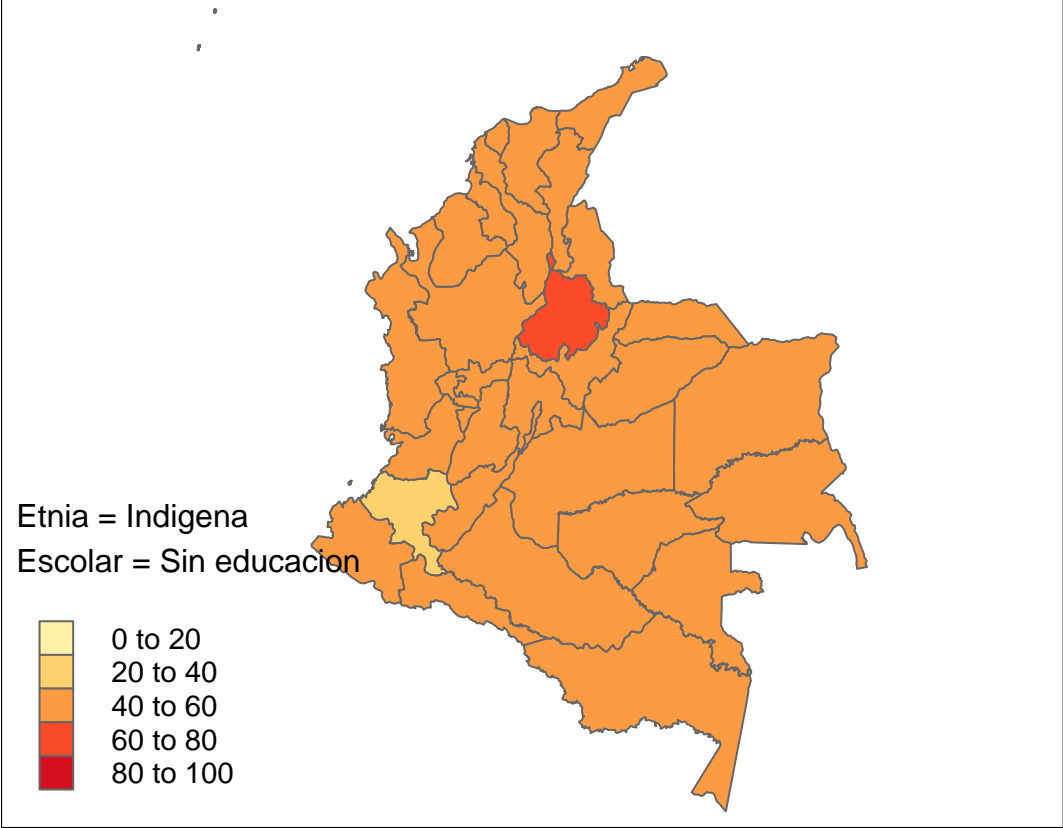 Etnia = Indigena
Escolar = Sin educacion
0 to 20
20 to 40
40 to 60
60 to 80
80 to 100